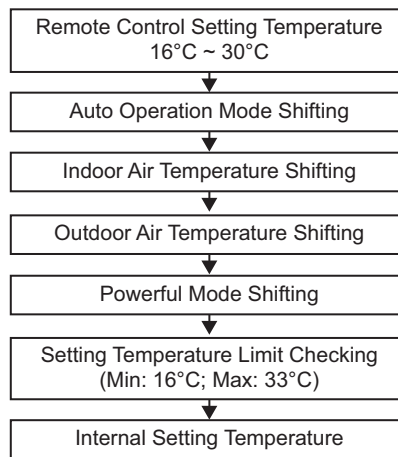 Remote Control Setting Temperature
16°C ~ 30°C
Auto Operation Mode Shifting
Indoor Air Temperature Shifting
Outdoor Air Temperature Shifting
Powerful Mode Shifting
Setting Temperature Limit Checking
(Min: 16°C; Max: 33°C)
Internal Setting Temperature